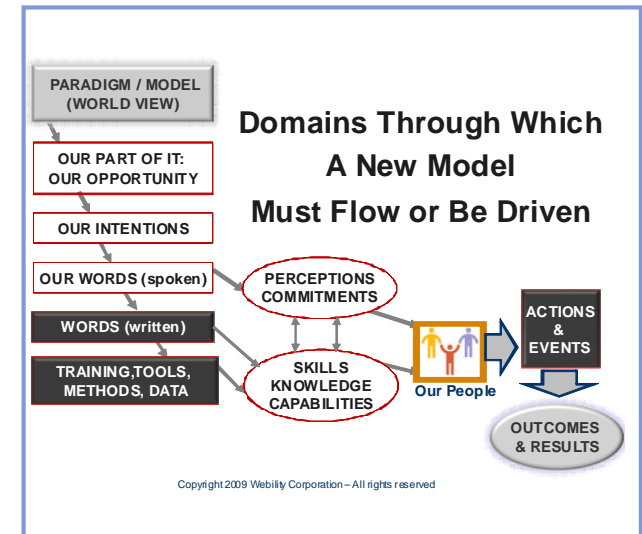 PARADIGM / MODEL
(WORLD VIEW)
Domains Through Which
A New Model
Must Flow or Be Driven
OUR PART OF IT:
OUR OPPORTUNITY
OUR INTENTIONS
OUR WORDS (spoken)
WORDS (written)
TRAINING,TOOLS,
METHODS, DATA
PERCEPTIONS
COMMITMENTS
SKILLS
KNOWLEDGE
CAPABILITIES
Our People
ACTIONS
&
EVENTS
OUTCOMES
& RESULTS
Copyright 2009 Webility Corporation – All rights reserved